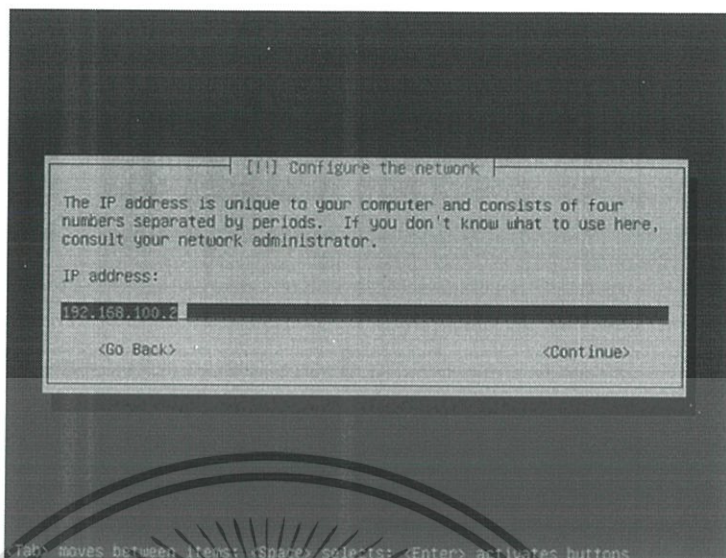 [!!] Configure the network
The IP address is unique to your computer and consists of four
numbers separated by periods.  If you don't know what to use here,
consult your network administrator.
IP address:
192.168.100.2
<Go Back>
<Continue>
<Tab> moves between items; <Space> selects; <Enter> activates buttons